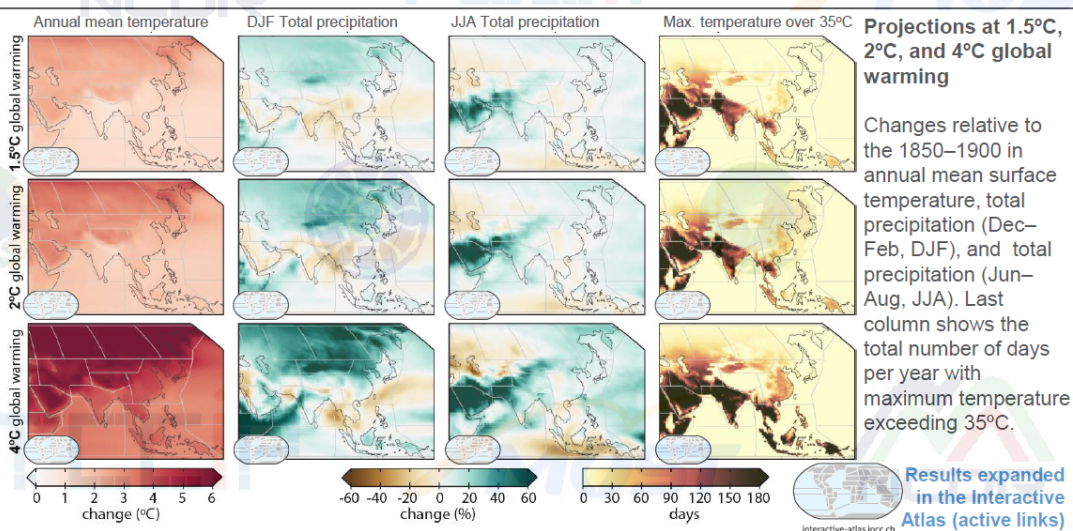 Annual mean temperature
DJF Total precipitation
JJA Total precipitation
Max. temperature over 35ºC
1.5ºC global warming
2ºC global warming
4ºC global warming
0 1 2 3 4 5 6
change (ºC)
-60 -40 -20 0 20 40 60
change (%)
0 30 60 90 120 150 180
days
Projections at 1.5ºC,
2ºC, and 4ºC global
warming
Changes relative to
the 1850–1900 in
annual mean surface
temperature, total
precipitation (Dec–
Feb, DJF), and total
precipitation (Jun–
Aug, JJA). Last
column shows the
total number of days
per year with
maximum temperature
exceeding 35ºC.
interactive-atlas.ipcc.ch
Results expanded
in the Interactive
Atlas (active links)